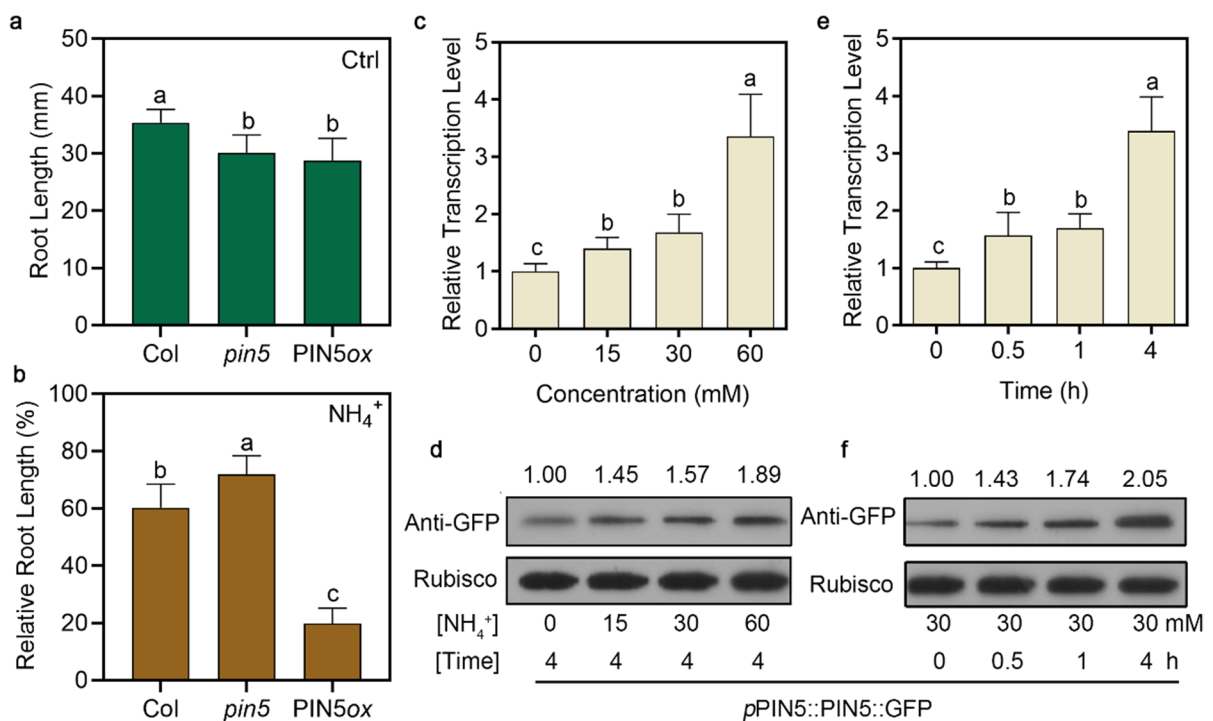 a
50
40
30
20
10
0
Root Length (mm)
Ctrl
a
b
b
Col
pin5
PIN5ox
b
100
80
60
40
20
0
Relative Root Length (%)
NH4+
b
a
c
Col
pin5
PIN5ox
c
5
4
3
2
1
0
Relative Transcription Level
c
b
b
a
0 15 30 60
Concentration (mM)
d
1.00 1.45 1.57 1.89
Anti-GFP
Rubisco
[NH4+] 0 15 30 60
[Time] 4 4 4 4
e
5
4
3
2
1
0
Relative Transcription Level
c
b
b
a
0 0.5 1 4
Time (h)
f
1.00 1.43 1.74 2.05
Anti-GFP
Rubisco
30 30 30 30 mM
0 0.5 1 4 h
pPIN5::PIN5::GFP